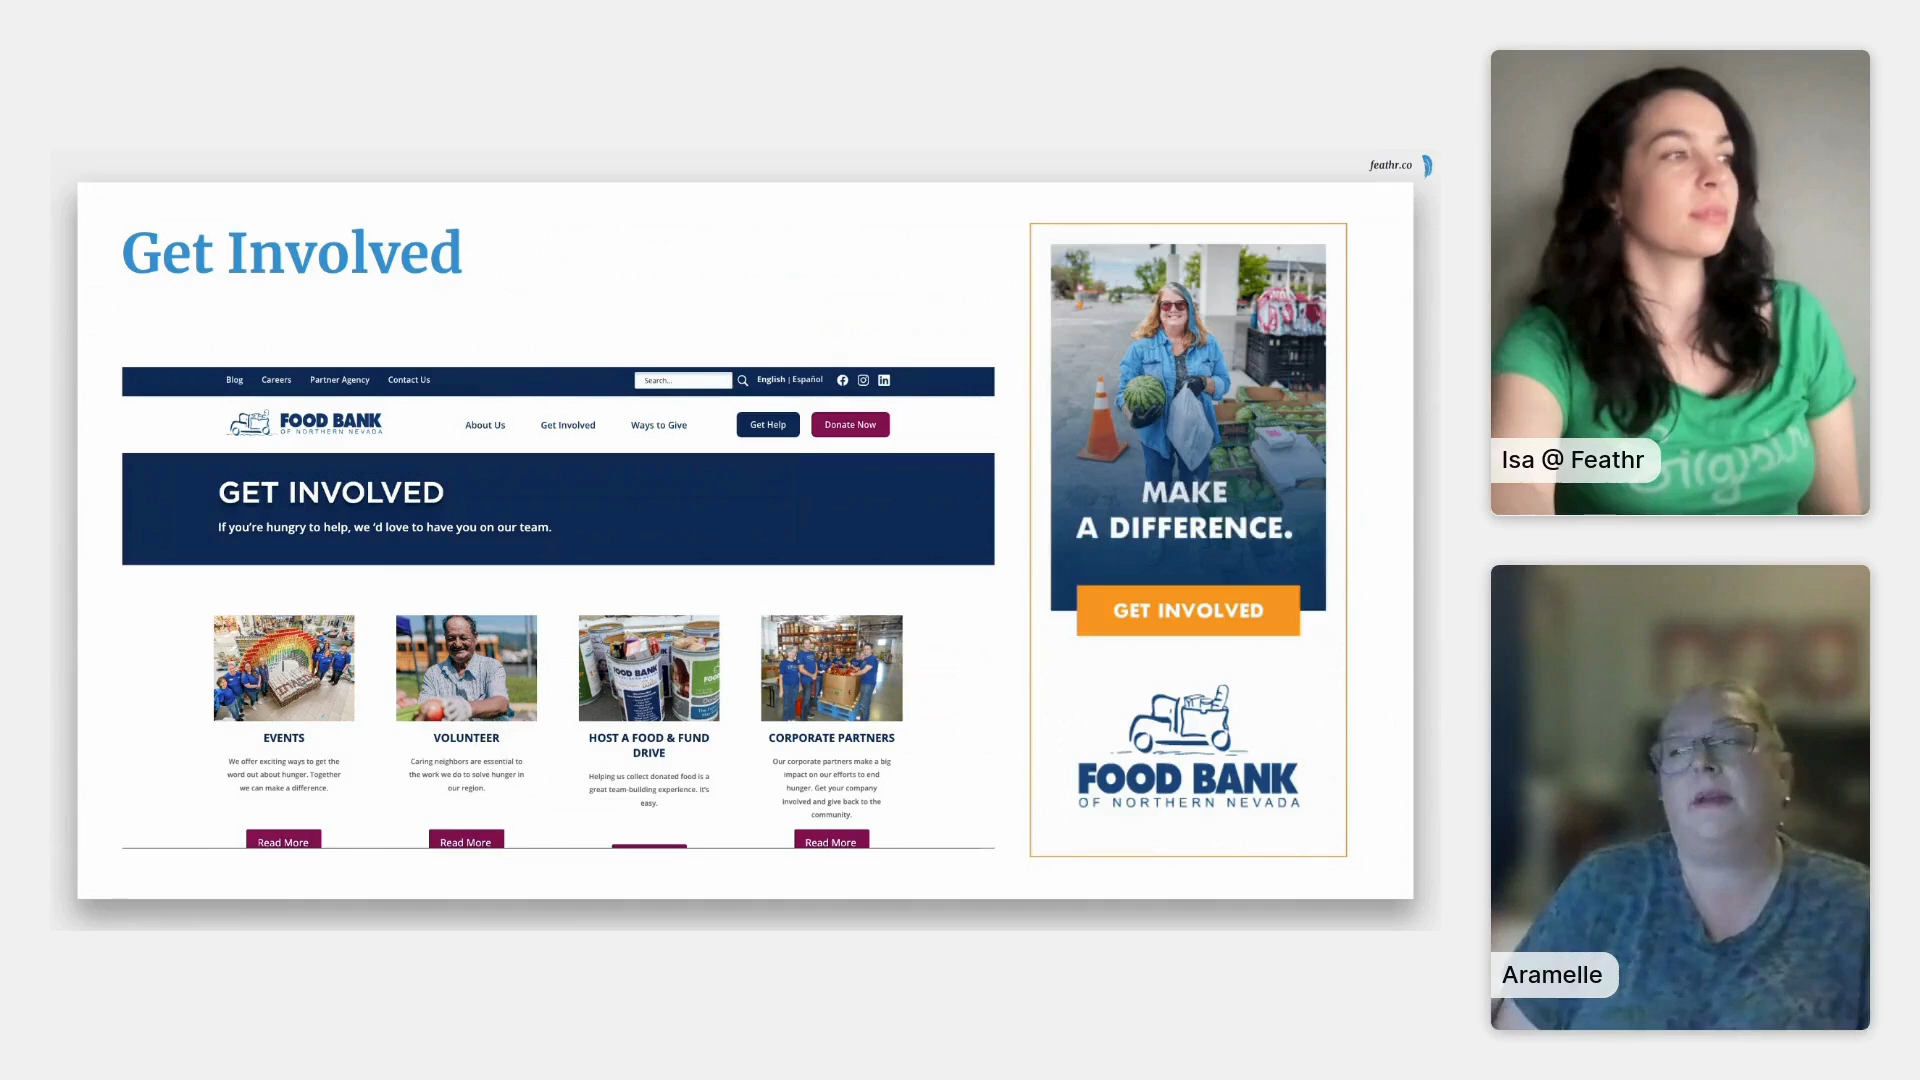 feathr.co
Get Involved
Blog Careers Partner Agency Contact Us
Search...
English | Español
FOOD BANK
OF NORTHERN NEVADA
About Us Get Involved Ways to Give
Get Help
Donate Now
GET INVOLVED
If you're hungry to help, we 'd love to have you on our team.
EVENTS
We offer exciting ways to get the
word out about hunger. Together
we can make a difference.
Read More
VOLUNTEER
Caring neighbors are essential to
the work we do to solve hunger in
our region.
Read More
FOOD BANK
HOST A FOOD & FUND
DRIVE
Helping us collect donated food is a
great team-building experience. It's
easy.
CORPORATE PARTNERS
Our corporate partners make a big
impact on our efforts to end
hunger. Get your company
involved and give back to the
community.
Read More
MAKE
A DIFFERENCE.
GET INVOLVED
FOOD BANK
OF NORTHERN NEVADA
Isa @ Feathr
Aramelle